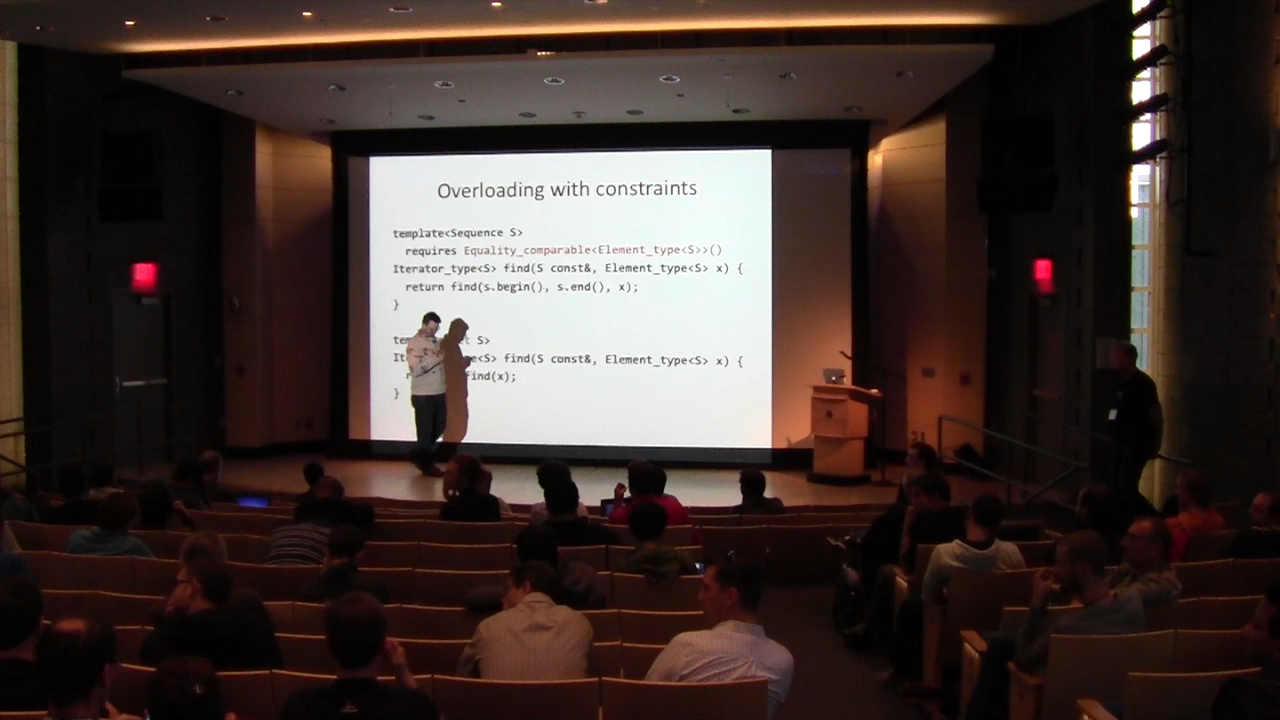 Overloading with constraints
template<Sequence S>
requires Equality_comparable<Element_type<S>>()
Iterator_type<S> find(S const&, Element_type<S> x) {
return find(s.begin(), s.end(), x);
}
S>
find(S const&, Element_type<S> x) {
find(x);
}